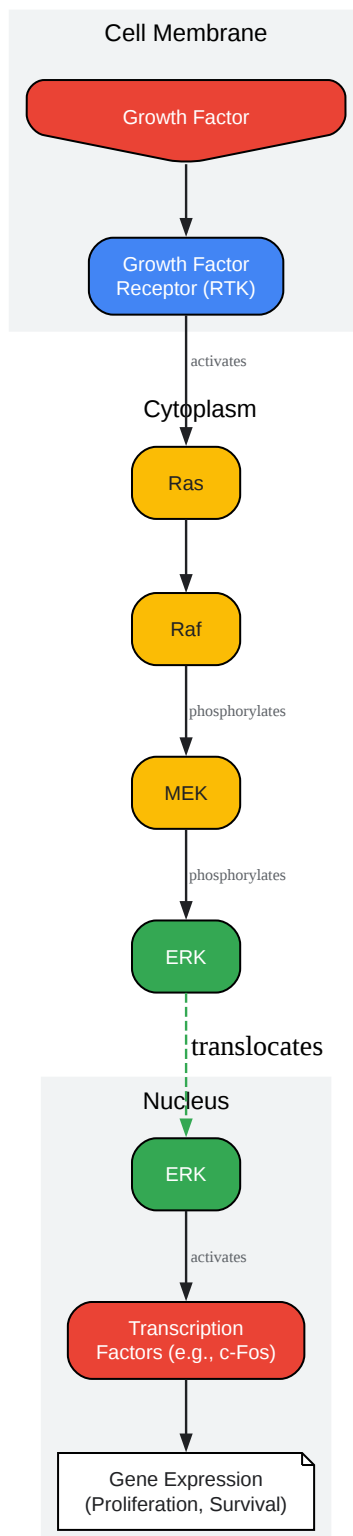 Cell Membrane
Growth Factor
Growth Factor
Receptor (RTK)
activates
Cytoplasm
Ras
Raf
phosphorylates
MEK
phosphorylates
ERK
translocates
Nucleus
ERK
activates
Transcription
Factors (e.g., c-Fos)
Gene Expression
(Proliferation, Survival)